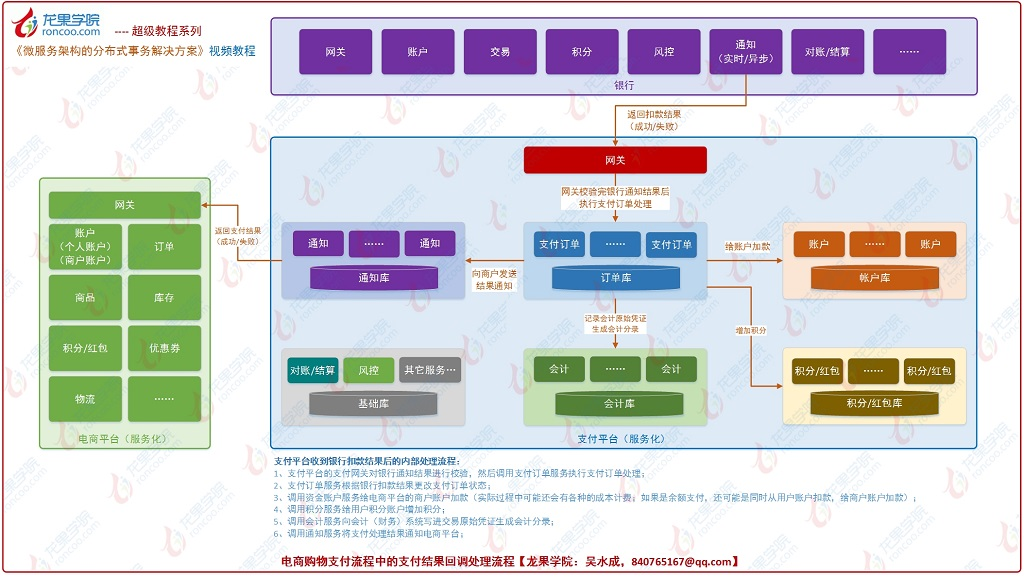 龙果学院
roncoo.com
---- 超级教程系列
《微服务架构的分布式事务解决方案》视频教程
网关
账户
交易
积分
风控
通知
(实时/异步)
对账/结算
……
银行
返回扣款结果
(成功/失败)
网关
网关校验完银行通知结果后
执行支付订单处理
网关
账户
(个人账户)
(商户账户)
订单
商品
库存
积分/红包
优惠券
物流
……
电商平台(服务化)
返回支付结果
(成功/失败)
通知
……
通知
通知库
向商户发送
结果通知
支付订单
……
支付订单
订单库
给账户加款
账户
……
账户
帐户库
记录会计原始凭证
生成会计分录
增加积分
对账/结算
风控
其它服务…
基础库
会计
……
会计
会计库
积分/红包
……
积分/红包
积分/红包库
支付平台(服务化)
支付平台收到银行扣款结果后的内部处理流程：
1、支付平台的支付网关对银行通知结果进行校验，然后调用支付订单服务执行支付订单处理；
2、支付订单服务根据银行扣款结果更改支付订单状态；
3、调用资金账户服务给电商平台的商户账户加款（实际过程中可能还会有各种的成本计费；如果是余额支付，还可能是同时从用户账户扣款，给商户账户加款）；
4、调用积分服务给用户积分账户增加积分；
5、调用会计服务向会计（财务）系统写进交易原始凭证生成会计分录；
6、调用通知服务将支付处理结果通知电商平台；
电商购物支付流程中的支付结果回调处理流程【龙果学院：吴水成，840765167@qq.com】